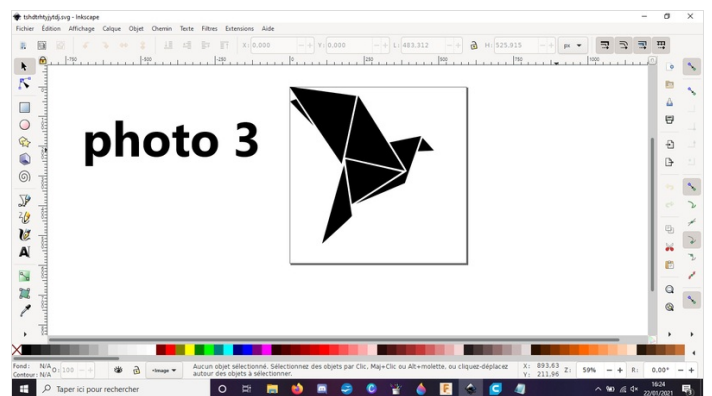 tshdtrhtyjytdj.svg - Inkscape
Fichier Édition Affichage Calque Objet Chemin Texte Filtres Extensions Aide
X: 0.000 Y: 0.000 L: 483.312 H: 525.915 px
photo 3
Fond : N/A
Contour : N/A
O: 100
•Image
Aucun objet sélectionné. Sélectionnez des objets par Clic, Maj+Clic ou Alt+molette, ou cliquez-déplacez
autour des objets à sélectionner.
X: 893,63
Y: 211,96
Z: 59% R: 0,00°
Taper ici pour rechercher
16:24
22/01/2021